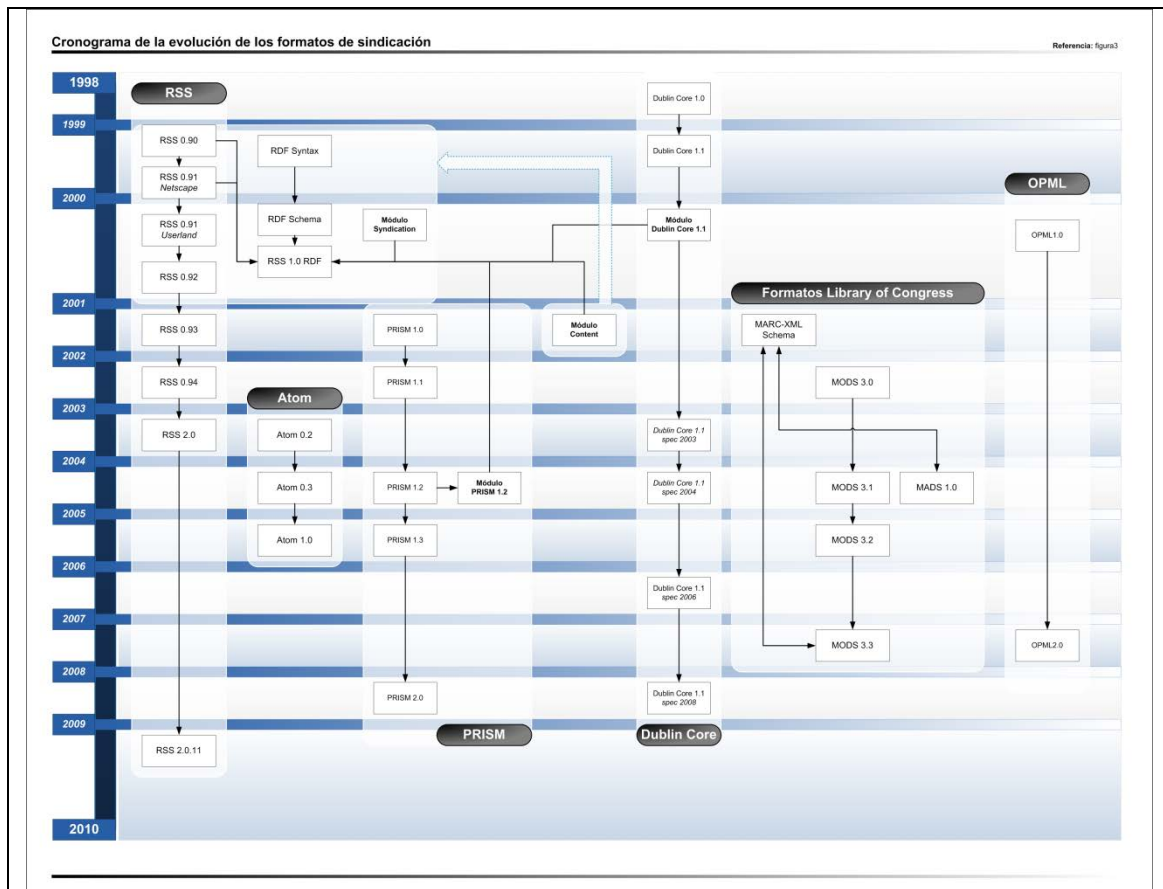 Cronograma de la evolución de los formatos de sindicación
Referencia: figura3
1998
RSS
Dublin Core 1.0
1999
RSS 0.90
RDF Syntax
Dublin Core 1.1
RSS 0.91
Netscape
OPML
2000
RSS 0.91
Userland
RDF Schema
Módulo
Syndication
Módulo
Dublin Core 1.1
OPML1.0
RSS 1.0 RDF
RSS 0.92
Formatos Library of Congress
2001
RSS 0.93
PRISM 1.0
Módulo
Content
MARC-XML
Schema
2002
RSS 0.94
PRISM 1.1
MODS 3.0
Atom
2003
RSS 2.0
Atom 0.2
Dublin Core 1.1
spec 2003
2004
Atom 0.3
PRISM 1.2
Módulo
PRISM 1.2
Dublin Core 1.1
spec 2004
MODS 3.1
MADS 1.0
2005
Atom 1.0
PRISM 1.3
MODS 3.2
2006
Dublin Core 1.1
spec 2006
2007
MODS 3.3
OPML2.0
2008
PRISM 2.0
Dublin Core 1.1
spec 2008
2009
PRISM
Dublin Core
RSS 2.0.11
2010